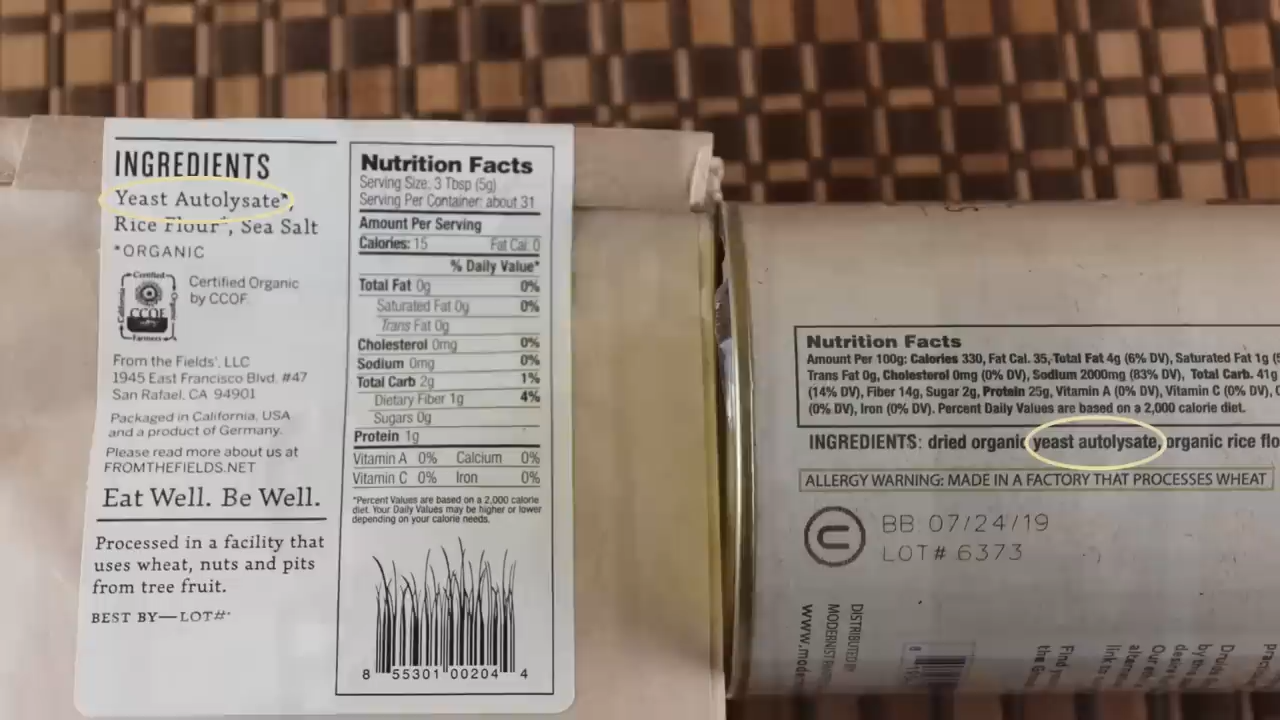 INGREDIENTS
Yeast Autolysate*,
Rice Flour*, Sea Salt
*ORGANIC
Certified
California
Organic
CCOF
Farmers
Certified Organic
by CCOF
From the Fields', LLC
1945 East Francisco Blvd. #47
San Rafael, CA 94901
Packaged in California, USA
and a product of Germany.
Please read more about us at
FROMTHEFIELDS.NET
Eat Well. Be Well.
Processed in a facility that
uses wheat, nuts and pits
from tree fruit.
BEST BY—LOT#*
Nutrition Facts
Serving Size: 3 Tbsp (5g)
Serving Per Container: about 31
Amount Per Serving
Calories: 15 Fat Cal: 0
% Daily Value*
Total Fat 0g 0%
Saturated Fat 0g 0%
Trans Fat 0g
Cholesterol 0mg 0%
Sodium 0mg 0%
Total Carb 2g 1%
Dietary Fiber 1g 4%
Sugars 0g
Protein 1g
Vitamin A 0% Calcium 0%
Vitamin C 0% Iron 0%
*Percent Values are based on a 2,000 calorie
diet. Your Daily Values may be higher or lower
depending on your calorie needs.
8 55301 00204 4
Nutrition Facts
Amount Per 100g: Calories 330, Fat Cal. 35, Total Fat 4g (6% DV), Saturated Fat 1g
Trans Fat 0g, Cholesterol 0mg (0% DV), Sodium 2000mg (83% DV), Total Carb. 41g
(14% DV), Fiber 14g, Sugar 2g, Protein 25g, Vitamin A (0% DV), Vitamin C (0% DV),
(0% DV), Iron (0% DV). Percent Daily Values are based on a 2,000 calorie diet.
INGREDIENTS: dried organic yeast autolysate, organic rice flo
ALLERGY WARNING: MADE IN A FACTORY THAT PROCESSES WHEAT
BB 07/24/19
LOT# 6373
DISTRIBUTED BY
MODERNIST
www.mode
Find
the